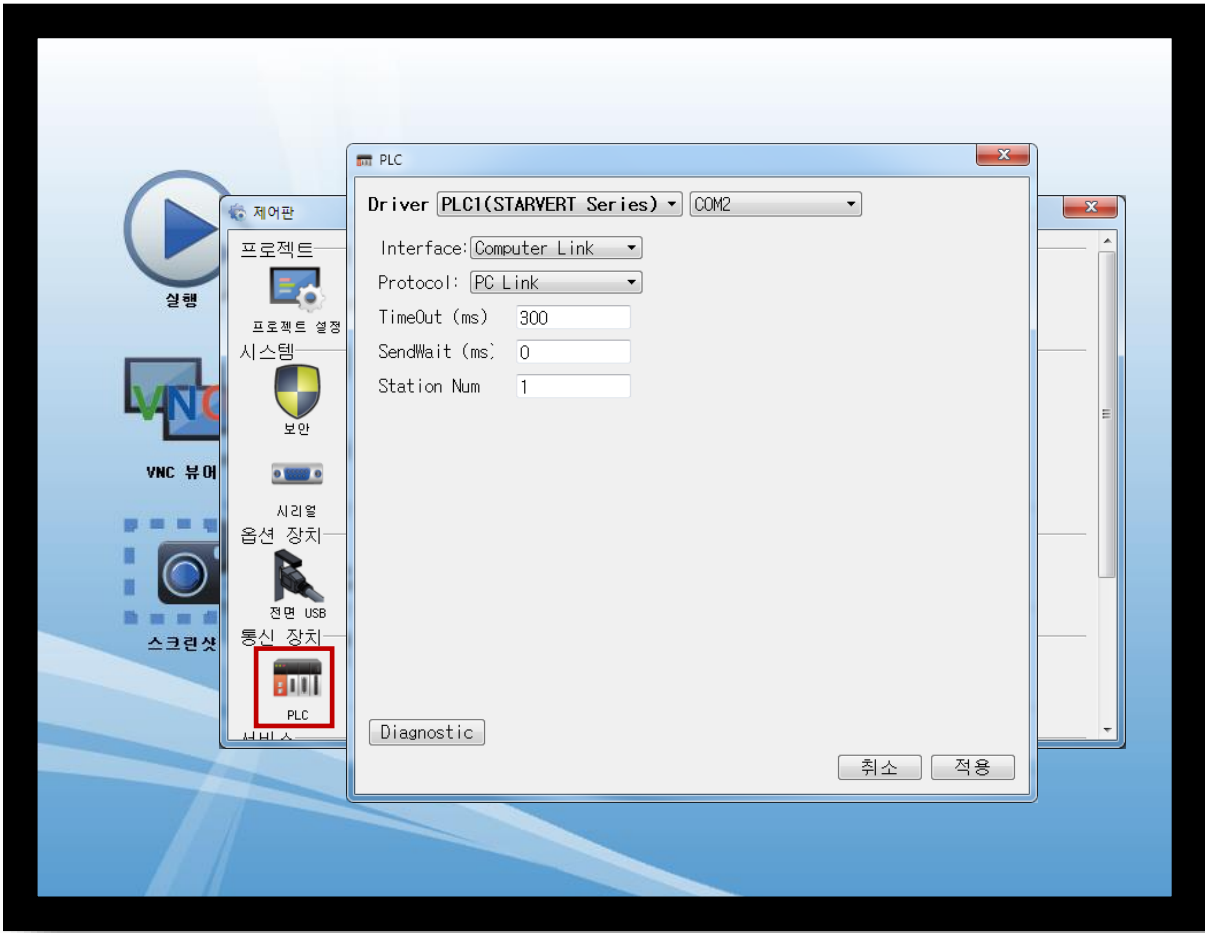 실행
VNC 뷰어
스크린샷
제어판
프로젝트
프로젝트 설정
시스템
보안
시리얼
옵션 장치
전면 USB
통신 장치
PLC
서비스
PLC
Driver PLC1(STARVERT Series) COM2
Interface: Computer Link
Protocol: PC Link
TimeOut (ms) 300
SendWait (ms) 0
Station Num 1
Diagnostic
취소 적용